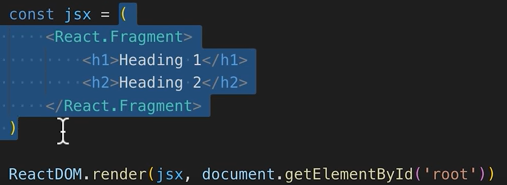 const jsx = (
<React.Fragment>
<h1>Heading 1</h1>
<h2>Heading 2</h2>
</React.Fragment>
)
ReactDOM.render(jsx, document.getElementById('root'))